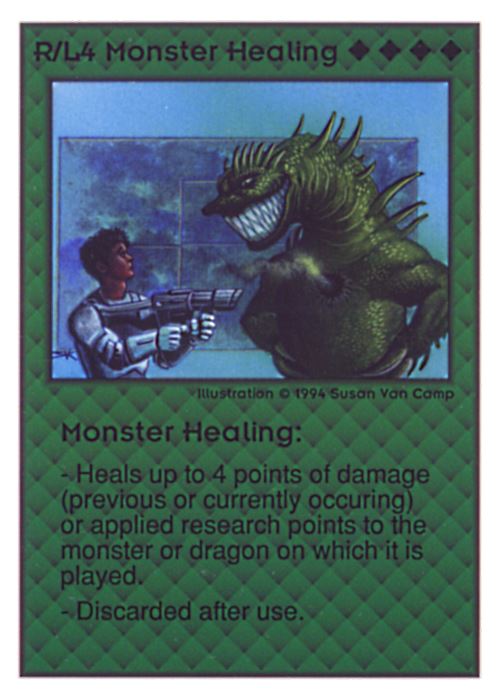 R/L4 Monster Healing ◆ ◆ ◆ ◆
SVC
Illustration © 1994 Susan Van Camp
Monster Healing:
- Heals up to 4 points of damage
(previous or currently occuring)
or applied research points to the
monster or dragon on which it is
played.
- Discarded after use.